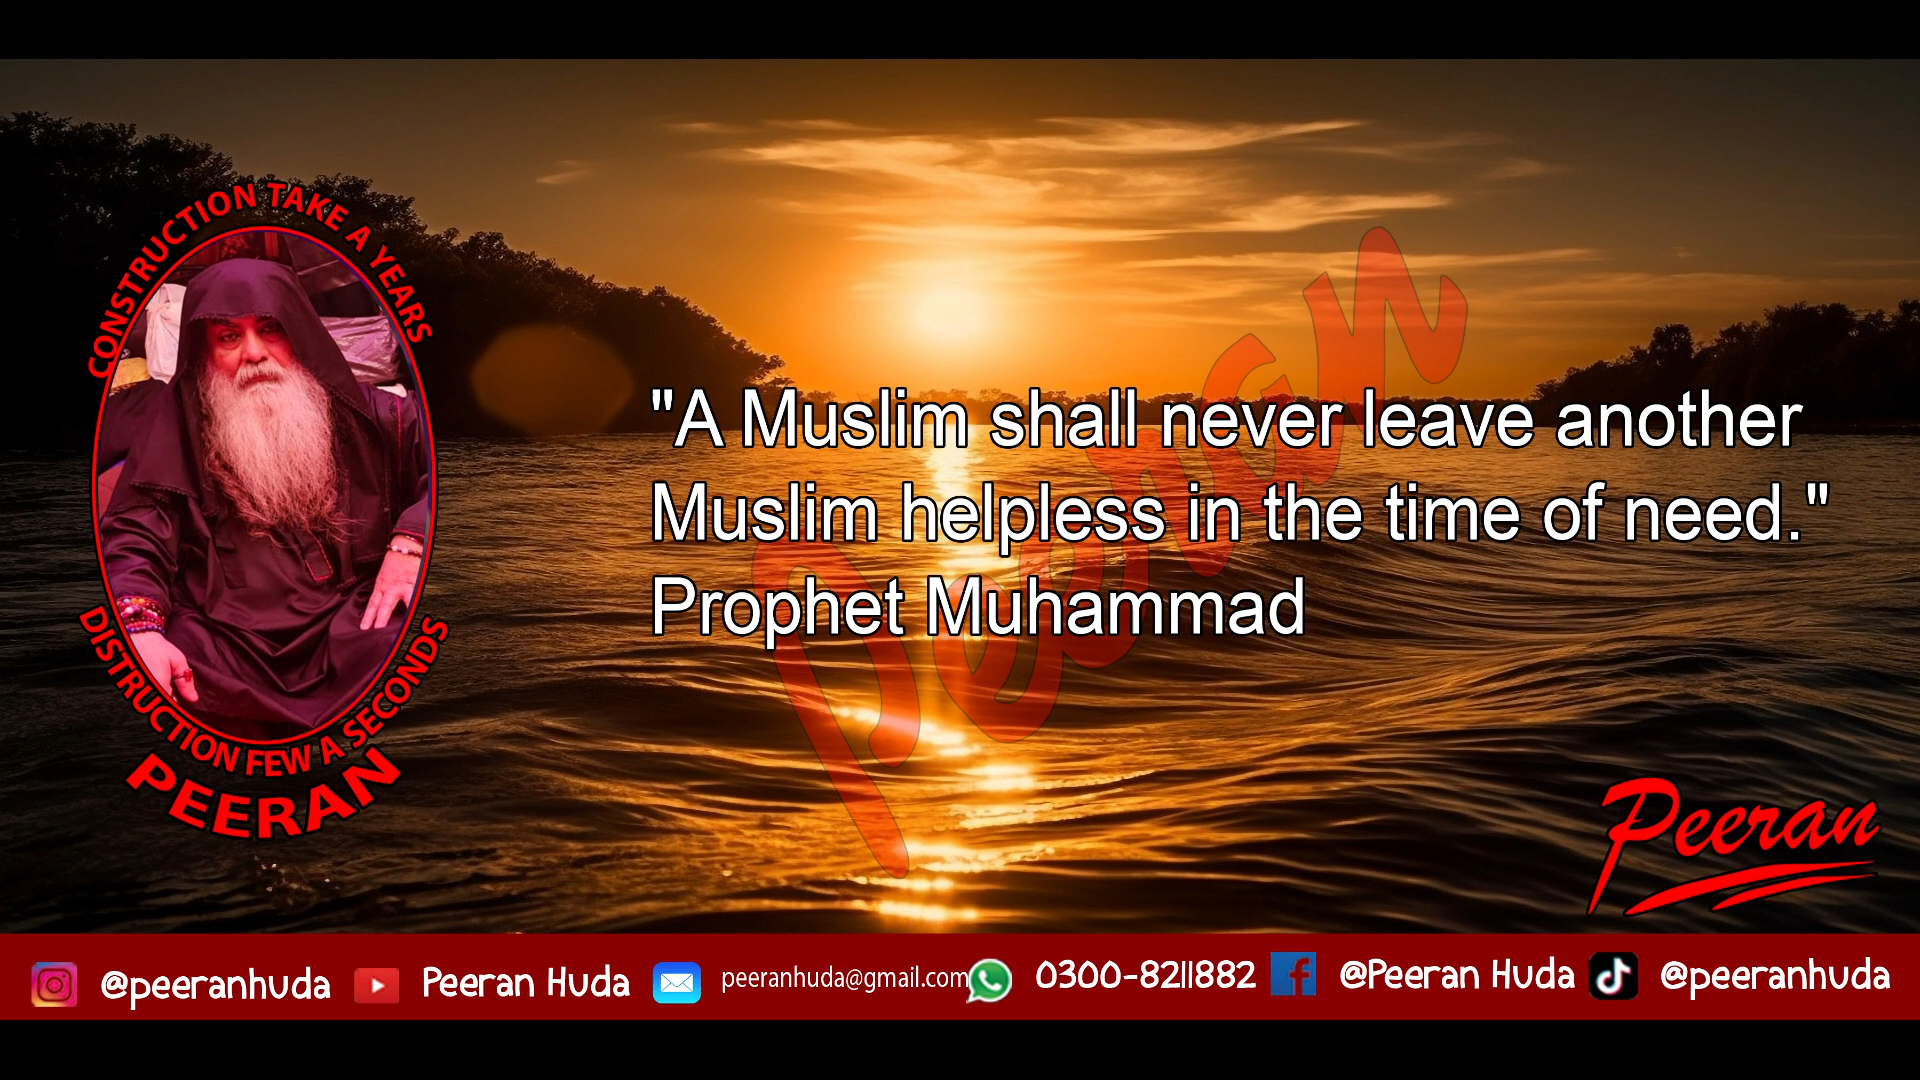 CONSTRUCTION TAKE A YEARS
DISTRUCTION FEW A SECONDS
PEERAN
"A Muslim shall never leave another
Muslim helpless in the time of need."
Prophet Muhammad
Peeran
Peeran
@peeranhuda Peeran Huda peeranhuda@gmail.com 0300-8211882 @Peeran Huda @peeranhuda